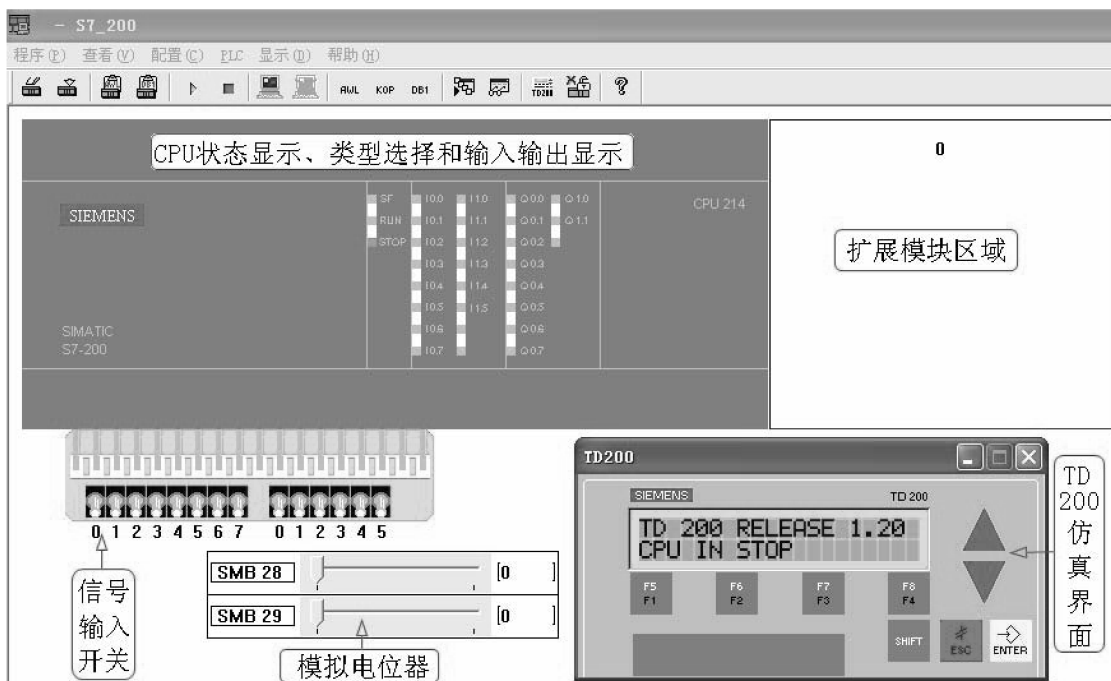 - S7_200
程序(P) 查看(V) 配置(C) PLC 显示(D) 帮助(H)
AWL KOP DB1 TD200
CPU状态显示、类型选择和输入输出显示
0
SIEMENS
SF I0.0 I1.0 Q0.0 Q1.0
CPU 214
RUN I0.1 I1.1 Q0.1 Q1.1
STOP I0.2 I1.2 Q0.2
扩展模块区域
I0.3 I1.3 Q0.3
I0.4 I1.4 Q0.4
I0.5 I1.5 Q0.5
SIMATIC
I0.6 Q0.6
S7-200
I0.7 Q0.7
TD200
SIEMENS
TD 200
TD 200 RELEASE 1.20
CPU IN STOP
TD
200
仿
真
界
面
0 1 2 3 4 5 6 7 0 1 2 3 4 5
信号
输入
开关
SMB 28 [0 ]
SMB 29 [0 ]
模拟电位器
F5 F6 F7 F8
F1 F2 F3 F4
SHIFT ESC ENTER